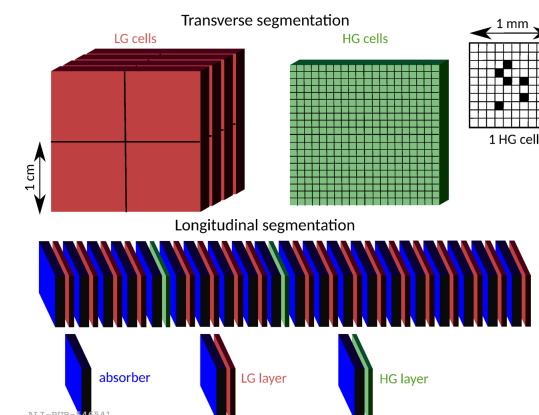 Transverse segmentation
LG cells
HG cells
1 mm
1 cm
1 HG cell
Longitudinal segmentation
absorber
LG layer
HG layer